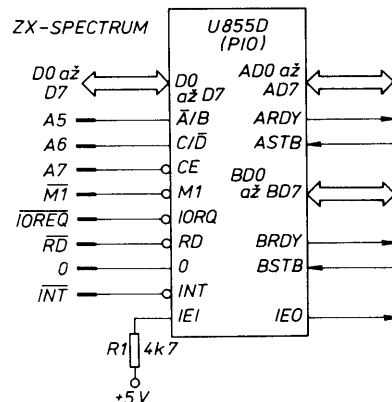 ZX-SPECTRUM
U855D
(PIO)
D0 až
D7
D0
až D7
AD0 až
AD7
A5
A̅/B
ARDY
A6
C/D̅
ASTB
A7
CE
BD0
až BD7
M̅1̅
M1
I̅O̅R̅E̅Q̅
IORQ
R̅D̅
RD
BRDY
0
0
BSTB
I̅N̅T̅
INT
IEI
IEO
R1
4k7
+5V